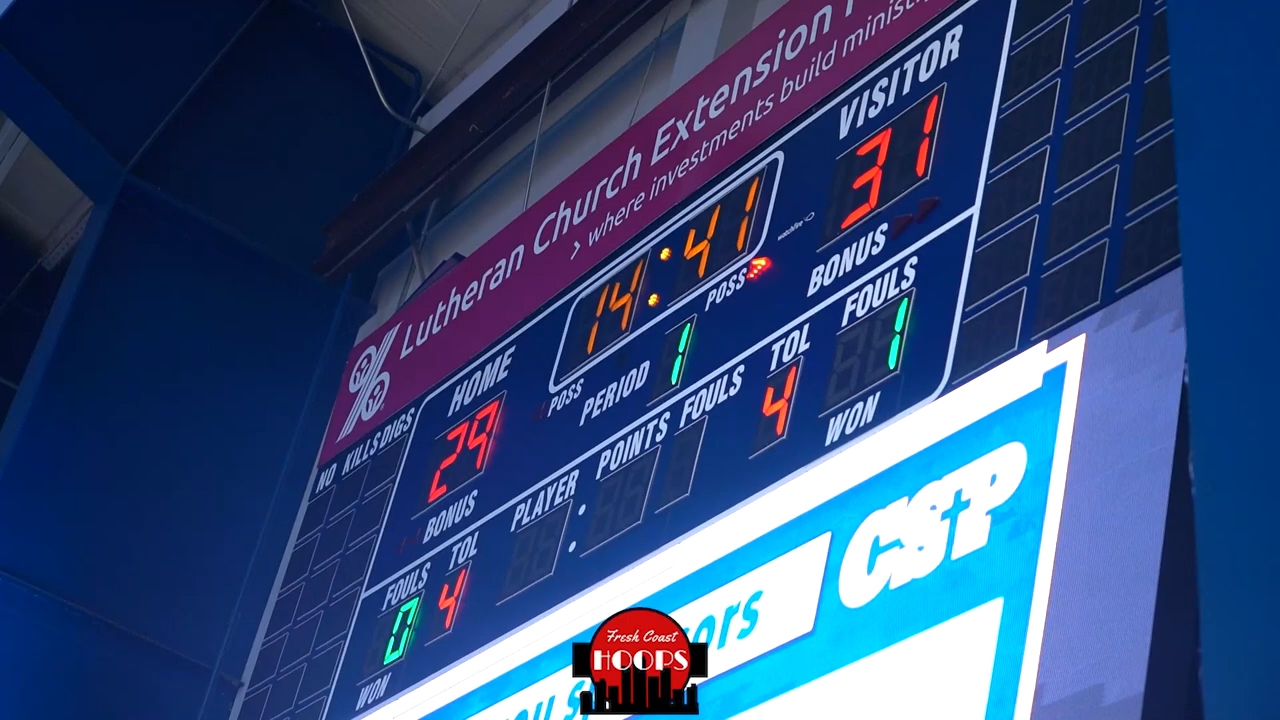 Lutheran Church Extension
› where investments build
VISITOR
31
14:41
watchfire
BONUS
POSS
HOME
29
POSS
PERIOD 1
TOL 4
FOULS 1
WON
NO KILLS DIGS
BONUS
PLAYER : POINTS FOULS
FOULS 0
TOL 4
WON
CSP
Fresh Coast
HOOPS